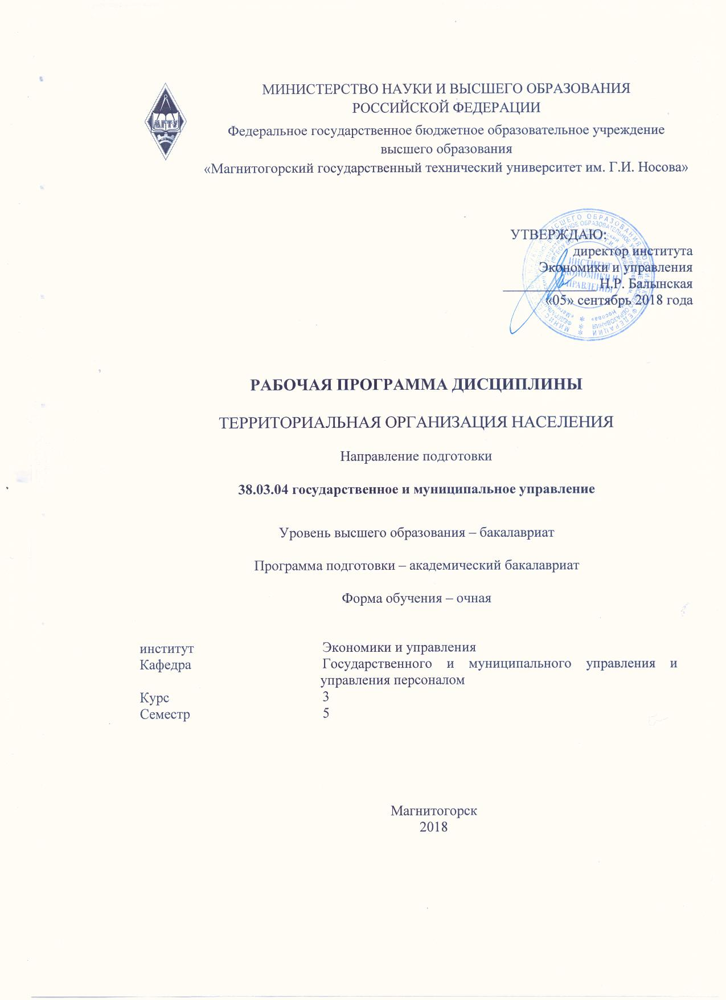 МИНИСТЕРСТВО НАУКИ И ВЫСШЕГО ОБРАЗОВАНИЯ
РОССИЙСКОЙ ФЕДЕРАЦИИ
МГТУ
Федеральное государственное бюджетное образовательное учреждение
высшего образования
«Магнитогорский государственный технический университет им. Г.И. Носова»
УТВЕРЖДАЮ:
директор института
Экономики и управления
Н.Р. Балынская
«05» сентябрь 2018 года
ИНСТИТУТ
ЭКОНОМИКИ И
УПРАВЛЕНИЯ
РАБОЧАЯ ПРОГРАММА ДИСЦИПЛИНЫ
ТЕРРИТОРИАЛЬНАЯ ОРГАНИЗАЦИЯ НАСЕЛЕНИЯ
Направление подготовки
38.03.04 государственное и муниципальное управление
Уровень высшего образования – бакалавриат
Программа подготовки – академический бакалавриат
Форма обучения – очная
институт Экономики и управления
Кафедра Государственного и муниципального управления и
управления персоналом
Курс 3
Семестр 5
Магнитогорск
2018